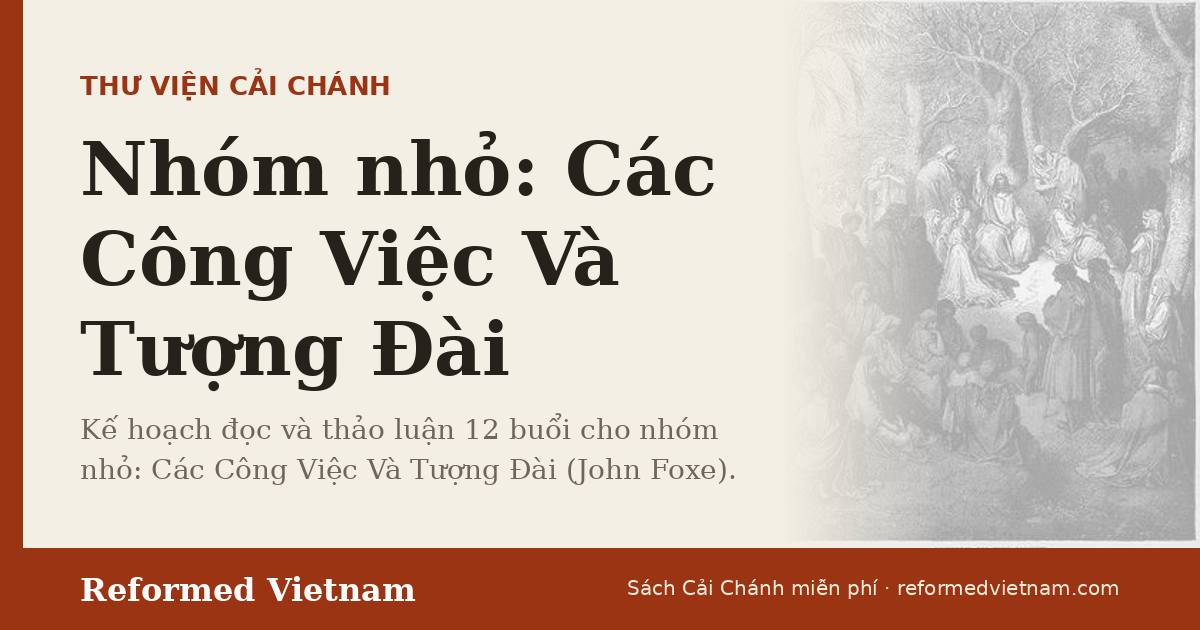 THƯ VIỆN CẢI CHÁNH
Nhóm nhỏ: Các
Công Việc Và
Tượng Đài
Kế hoạch đọc và thảo luận 12 buổi cho nhóm
nhỏ: Các Công Việc Và Tượng Đài (John Foxe).
Reformed Vietnam
Sách Cải Chánh miễn phí · reformedvietnam.com